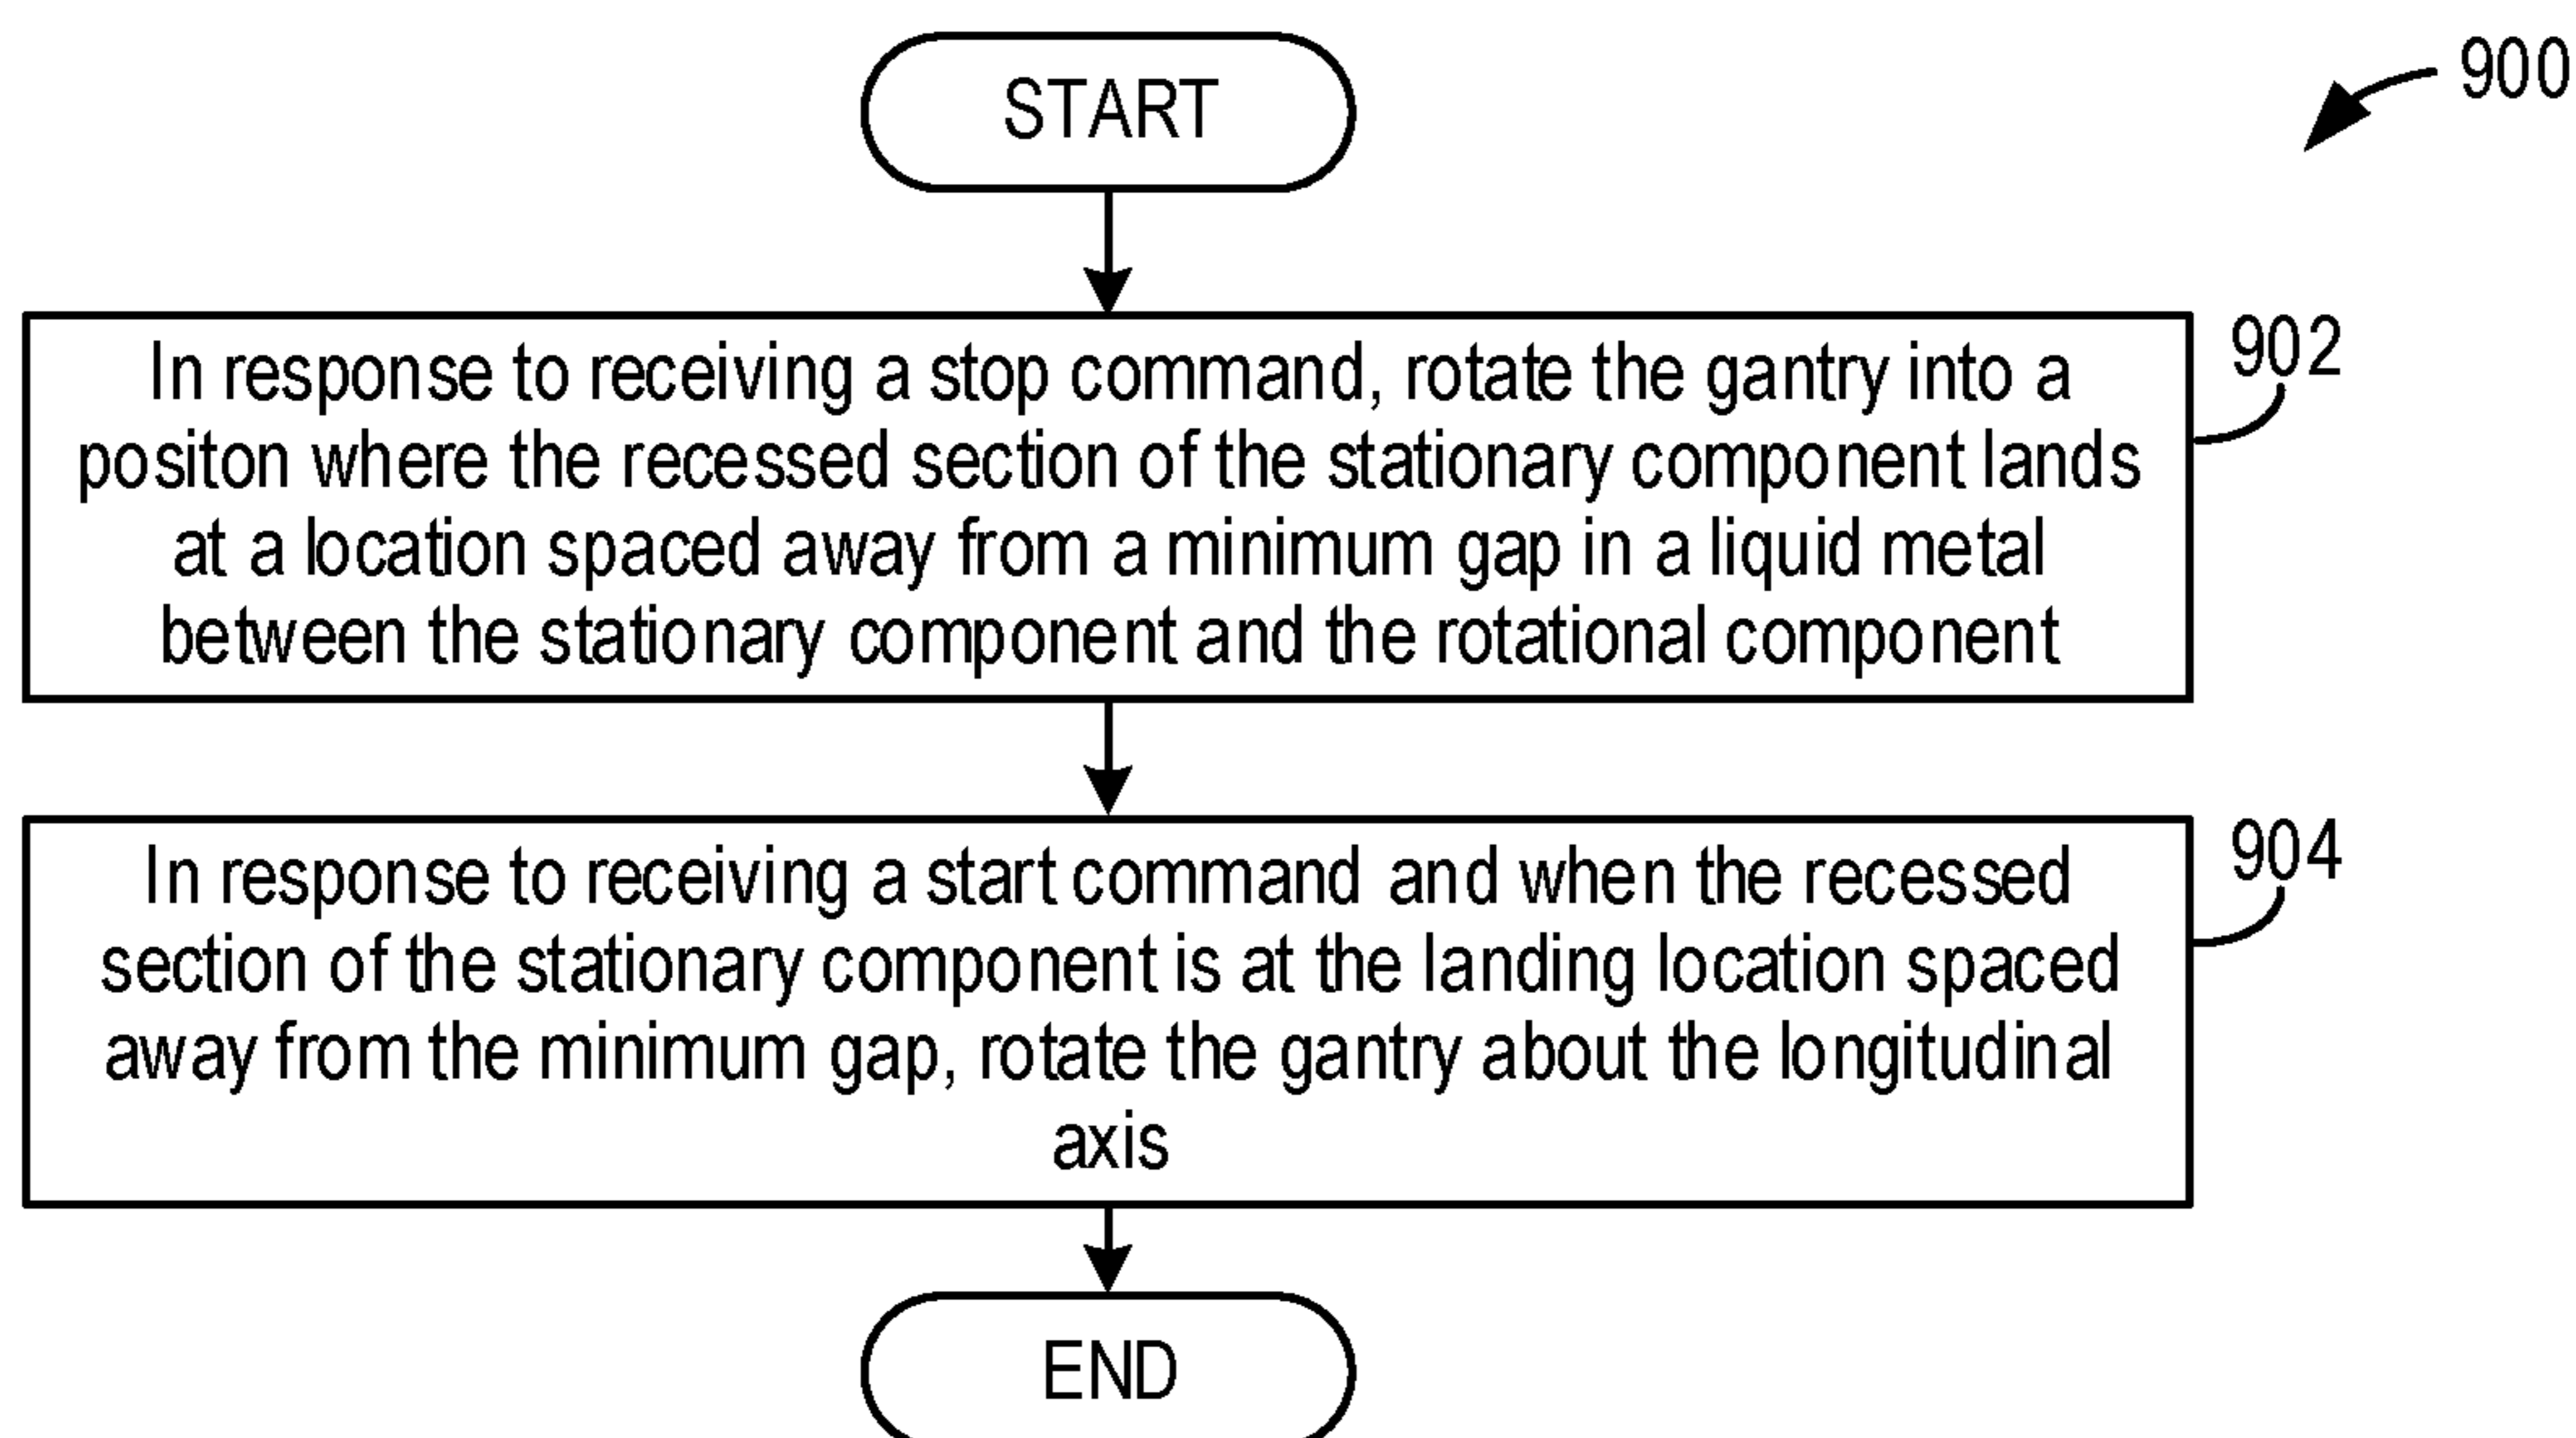 START
900
In response to receiving a stop command, rotate the gantry into a
positon where the recessed section of the stationary component lands
at a location spaced away from a minimum gap in a liquid metal
between the stationary component and the rotational component
902
In response to receiving a start command and when the recessed
section of the stationary component is at the landing location spaced
away from the minimum gap, rotate the gantry about the longitudinal
axis
904
END